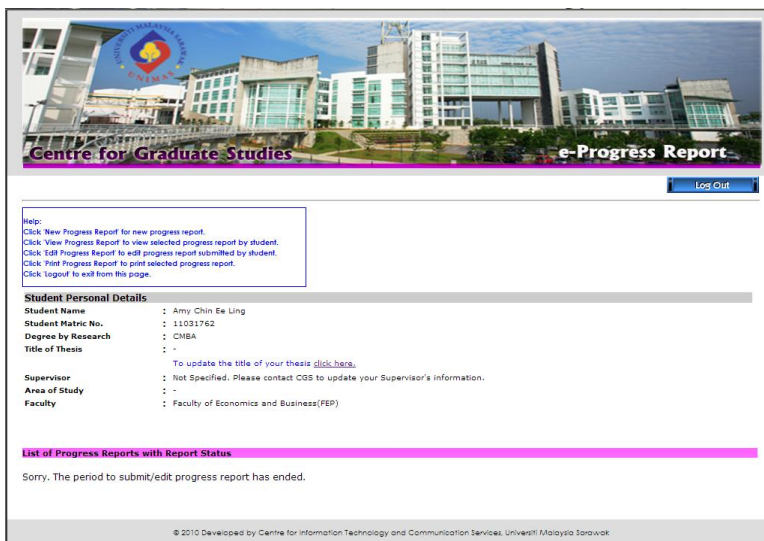 UNIVERSITI MALAYSIA SARAWAK
UNIMAS
Centre for Graduate Studies
e-Progress Report
Log Out
Help:
Click 'New Progress Report' for new progress report.
Click 'View Progress Report' to view selected progress report by student.
Click 'Edit Progress Report' to edit progress report submitted by student.
Click 'Print Progress Report' to print selected progress report.
Click 'Logout' to exit from this page.
Student Personal Details
Student Name : Amy Chin Ee Ling
Student Matric No. : 11031762
Degree by Research : CMBA
Title of Thesis : -
To update the title of your thesis click here.
Supervisor : Not Specified. Please contact CGS to update your Supervisor's information.
Area of Study : -
Faculty : Faculty of Economics and Business(FEP)
List of Progress Reports with Report Status
Sorry. The period to submit/edit progress report has ended.
© 2010 Developed by Centre for Information Technology and Communication Services, Universiti Malaysia Sarawak